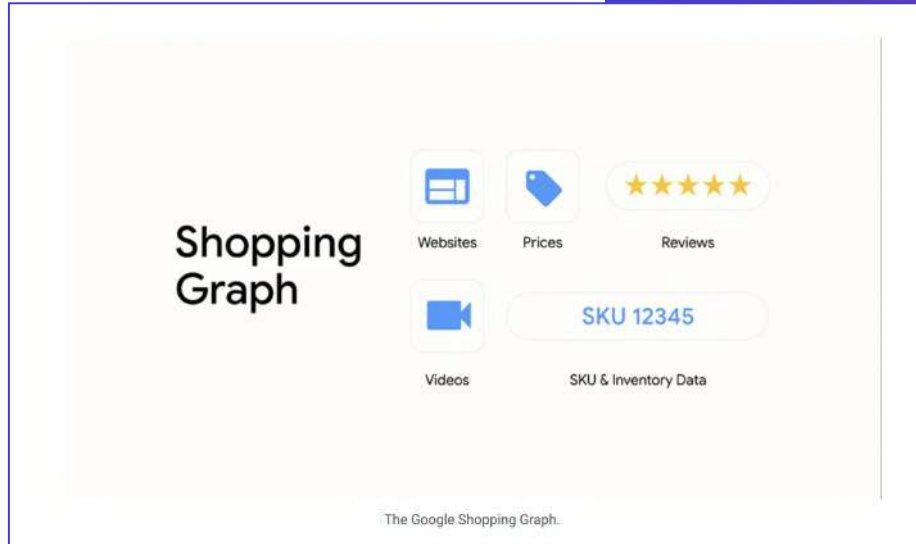 Shopping
Graph
Websites
Prices
Reviews
SKU 12345
Videos
SKU & Inventory Data
The Google Shopping Graph.